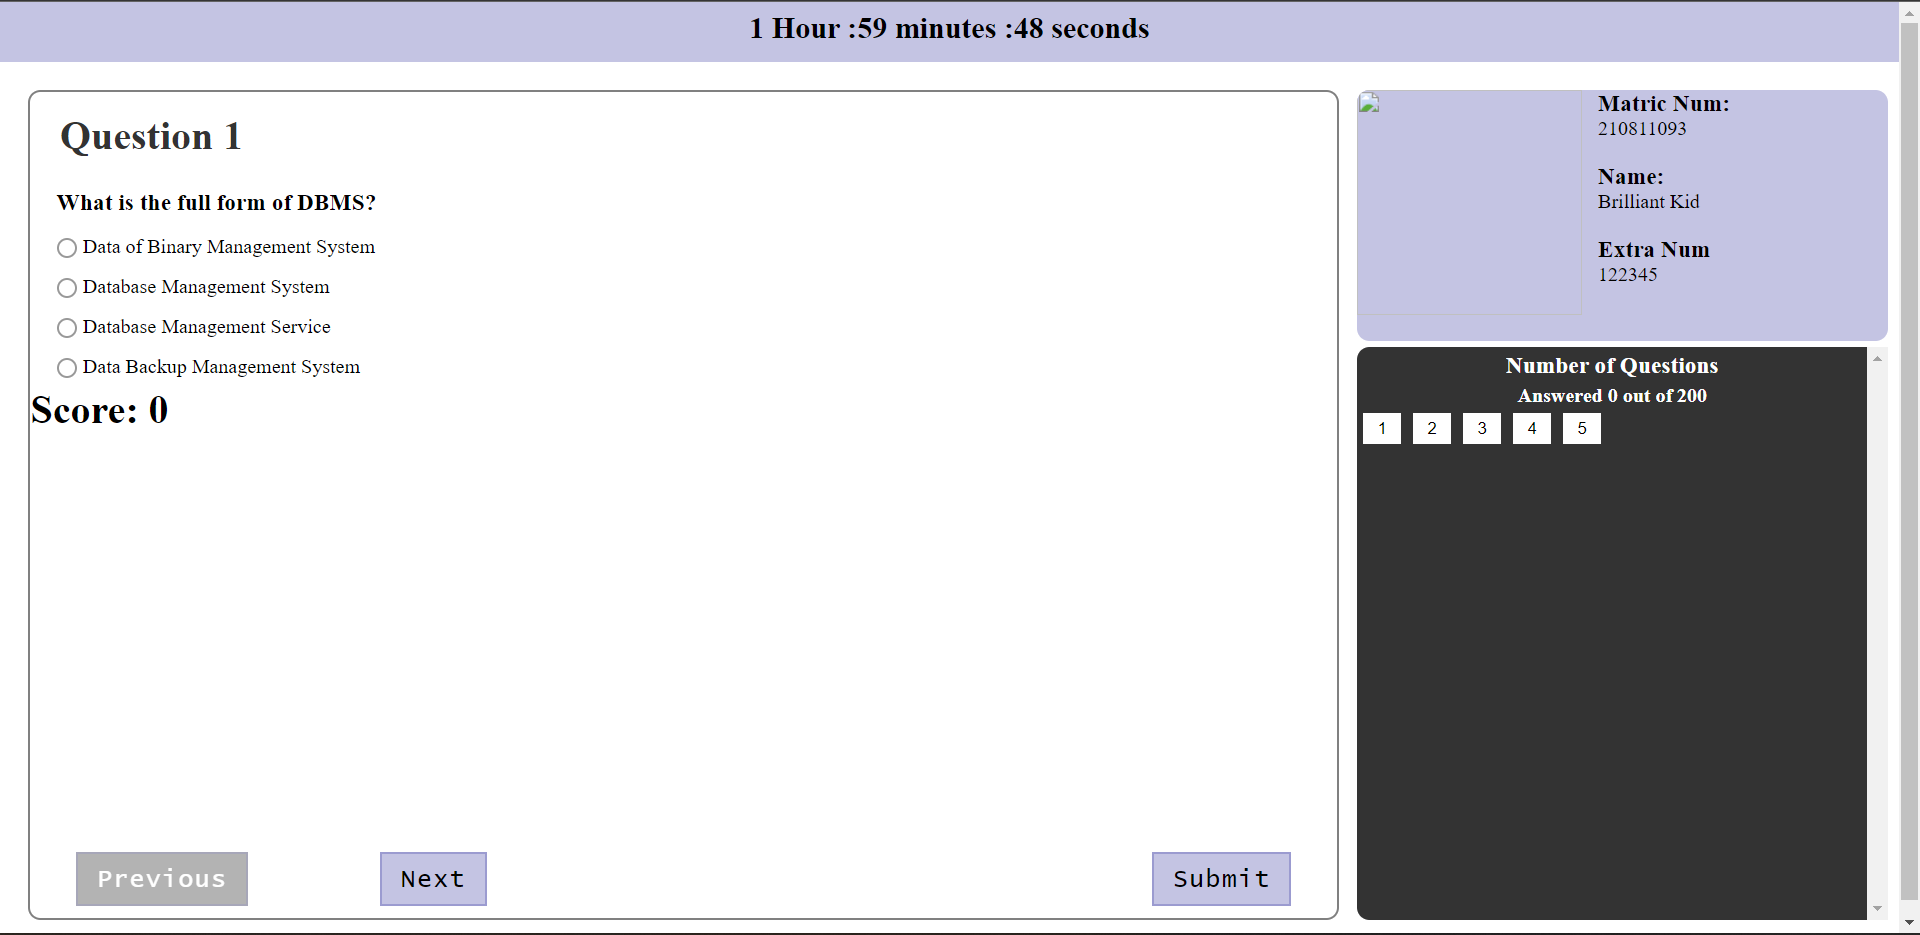 1 Hour :59 minutes :48 seconds
Question 1
What is the full form of DBMS?
Data of Binary Management System
Database Management System
Database Management Service
Data Backup Management System
Score: 0
Previous
Next
Submit
Matric Num:
210811093
Name:
Brilliant Kid
Extra Num
122345
Number of Questions
Answered 0 out of 200
1 2 3 4 5